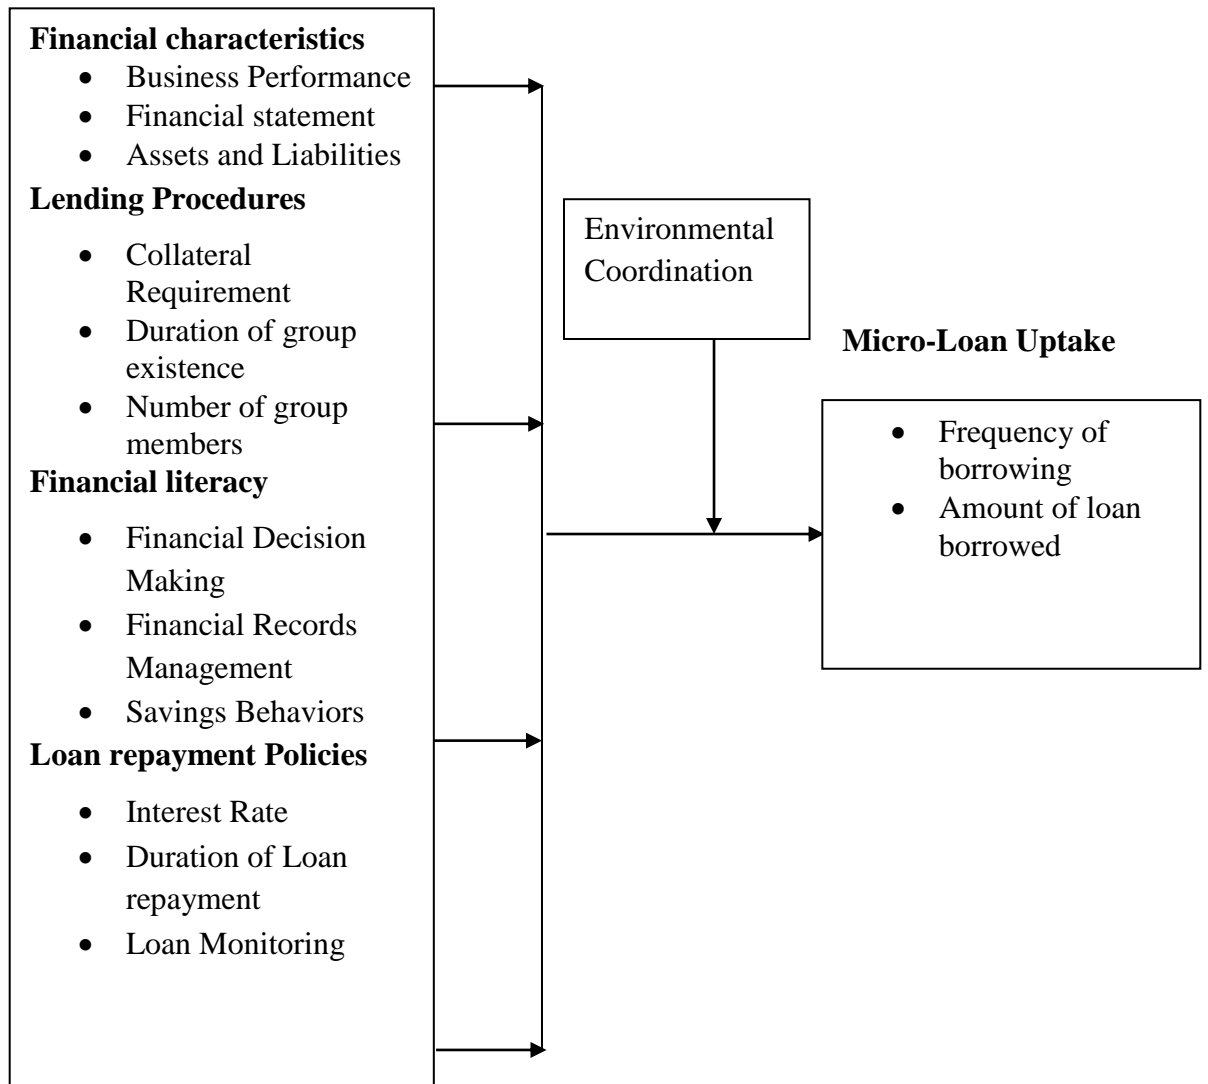 Financial characteristics
• Business Performance
• Financial statement
• Assets and Liabilities
Lending Procedures
• Collateral
Requirement
• Duration of group
existence
• Number of group
members
Financial literacy
• Financial Decision
Making
• Financial Records
Management
• Savings Behaviors
Loan repayment Policies
• Interest Rate
• Duration of Loan
repayment
• Loan Monitoring
Environmental
Coordination
Micro-Loan Uptake
• Frequency of
borrowing
• Amount of loan
borrowed